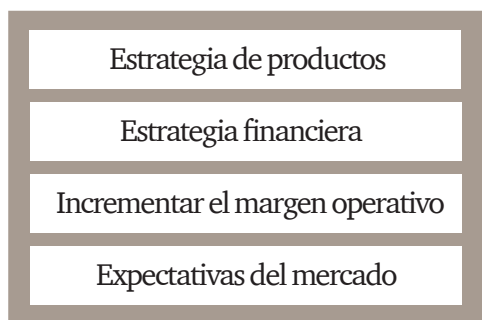 Estrategia de productos
Estrategia financiera
Incrementar el margen operativo
Expectativas del mercado